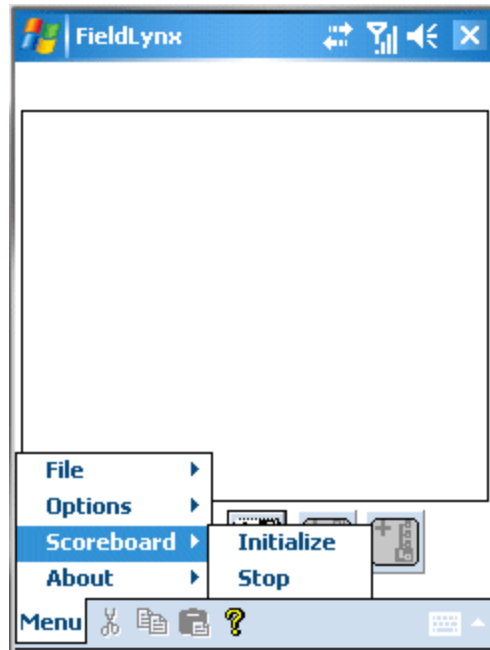 FieldLynx
File
Options
Scoreboard
Initialize
About
Stop
Menu